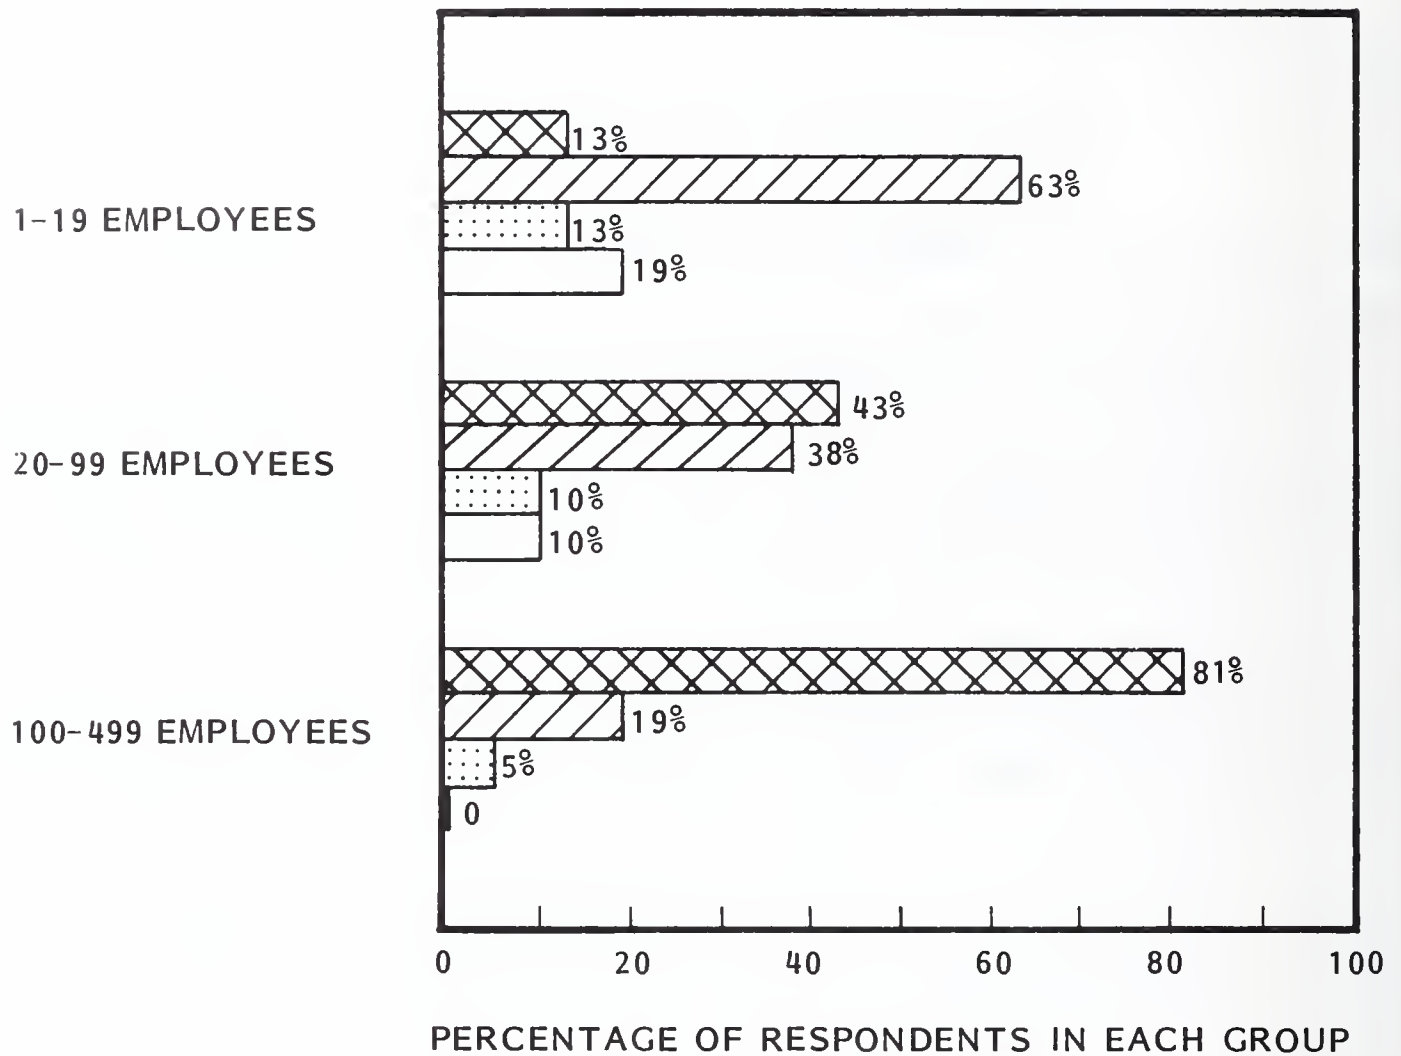 13%
63%
1-19 EMPLOYEES
13%
19%
43%
38%
20-99 EMPLOYEES
10%
10%
81%
19%
100-499 EMPLOYEES
5%
0
0 20 40 60 80 100
PERCENTAGE OF RESPONDENTS IN EACH GROUP